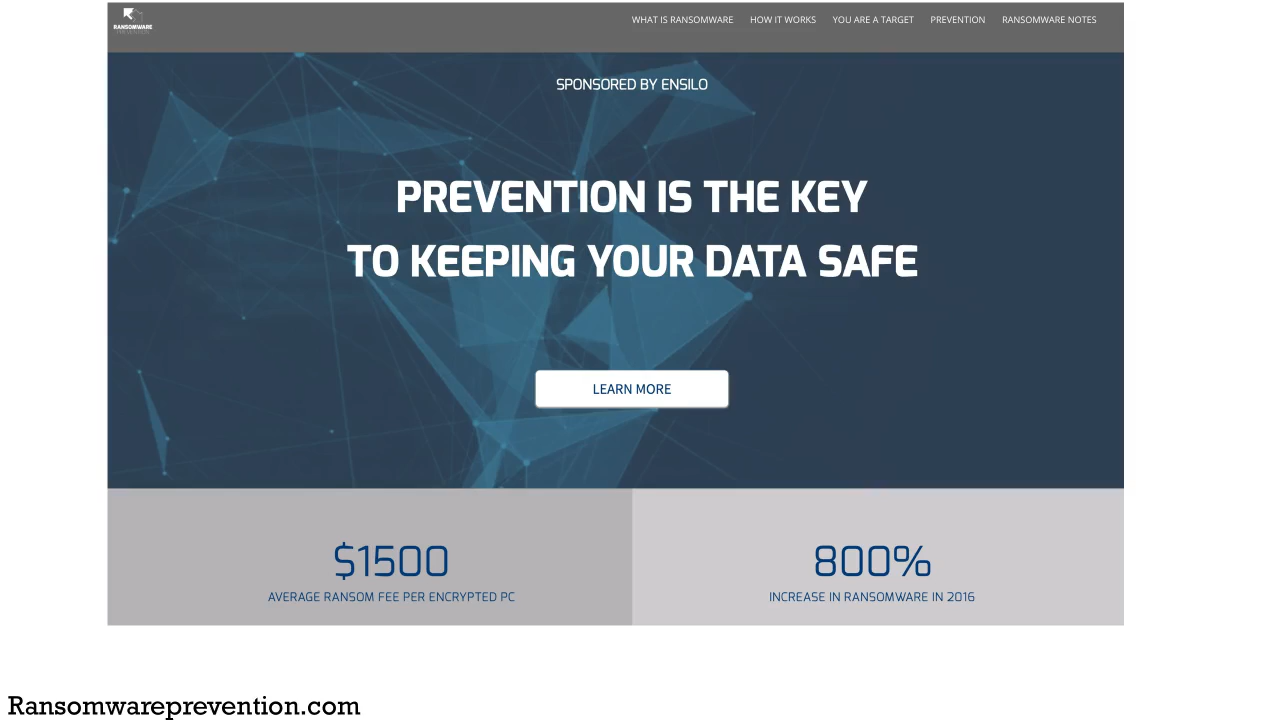 RANSOMWARE
PREVENTION
WHAT IS RANSOMWARE HOW IT WORKS YOU ARE A TARGET PREVENTION RANSOMWARE NOTES
SPONSORED BY ENSILO
PREVENTION IS THE KEY
TO KEEPING YOUR DATA SAFE
LEARN MORE
$1500
AVERAGE RANSOM FEE PER ENCRYPTED PC
800%
INCREASE IN RANSOMWARE IN 2016
Ransomwareprevention.com